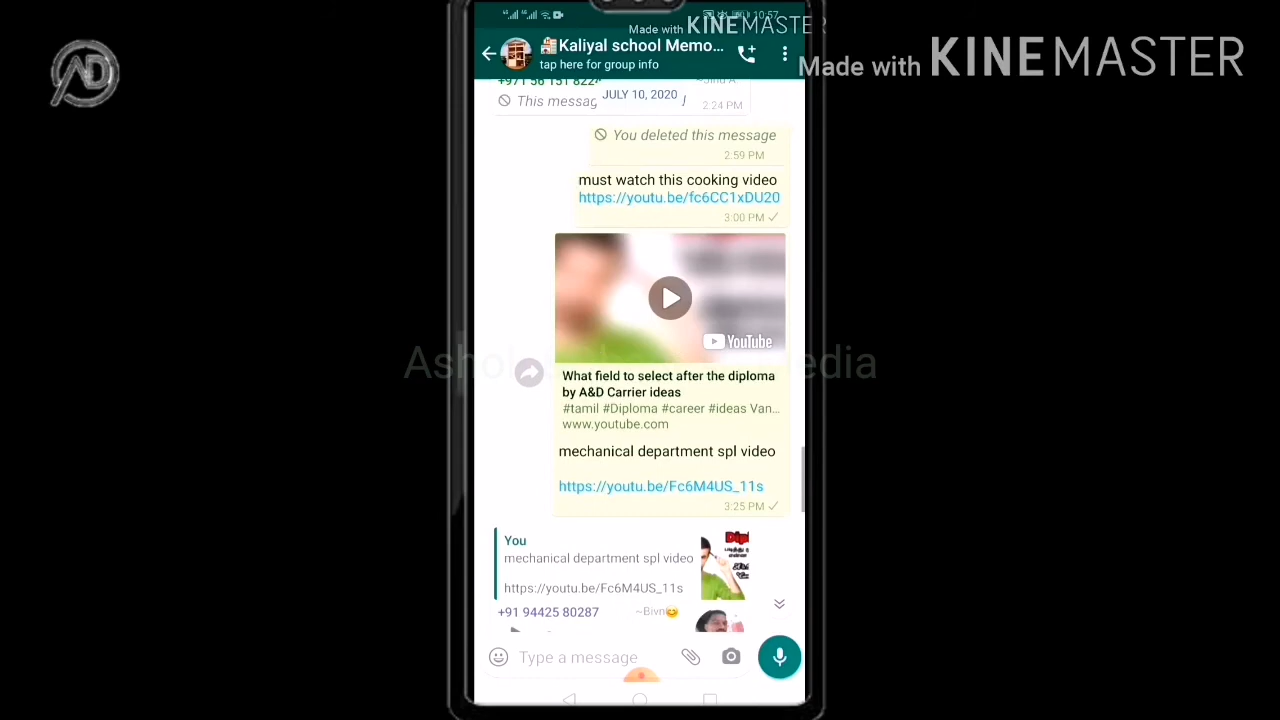 10:57
Made with KINEMASTER
Made with KINEMASTER
AD
Kaliyal school Memo...
tap here for group info
JULY 10, 2020
This messag
2:24 PM
You deleted this message
2:59 PM
must watch this cooking video
https://youtu.be/fc6CC1xDU20
3:00 PM
YouTube
What field to select after the diploma
by A&D Carrier ideas
#tamil #Diploma #career #ideas Van...
www.youtube.com
mechanical department spl video
https://youtu.be/Fc6M4US_11s
3:25 PM
You
mechanical department spl video
https://youtu.be/Fc6M4US_11s
+91 94425 80287
Type a message